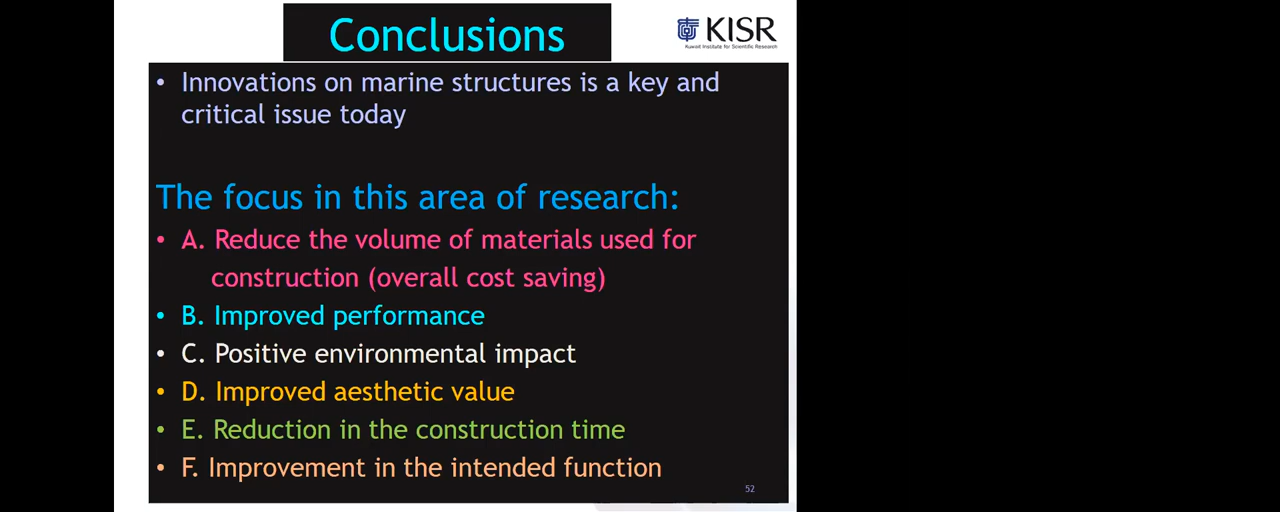 Conclusions
KISR
Kuwait Institute for Scientific Research
• Innovations on marine structures is a key and
critical issue today
The focus in this area of research:
• A. Reduce the volume of materials used for
construction (overall cost saving)
• B. Improved performance
• C. Positive environmental impact
• D. Improved aesthetic value
• E. Reduction in the construction time
• F. Improvement in the intended function
52